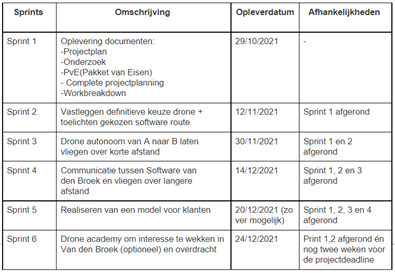 Sprints Omschrijving Opleverdatum Afhankelijkheden
Sprint 1 Oplevering documenten: 29/10/2021 -
-Projectplan
-Onderzoek
-PvE(Pakket van Eisen)
- Complete projectplanning
-Workbreakdown
Sprint 2 Vastleggen definitieve keuze drone + 12/11/2021 Sprint 1 afgerond
toelichten gekozen software route
Sprint 3 Drone autonoom van A naar B laten 30/11/2021 Sprint 1 en 2
vliegen over korte afstand afgerond
Sprint 4 Communicatie tussen Software van 14/12/2021 Sprint 1, 2 en 3
den Broek en vliegen over langere afgerond
afstand
Sprint 5 Realiseren van een model voor klanten 20/12/2021 (zo Sprint 1, 2, 3 en 4
ver mogelijk) afgerond
Sprint 6 Drone academy om interesse te wekken in 24/12/2021 Print 1,2 afgerond én
Van den Broek (optioneel) en overdracht nog twee weken voor
de projectdeadline